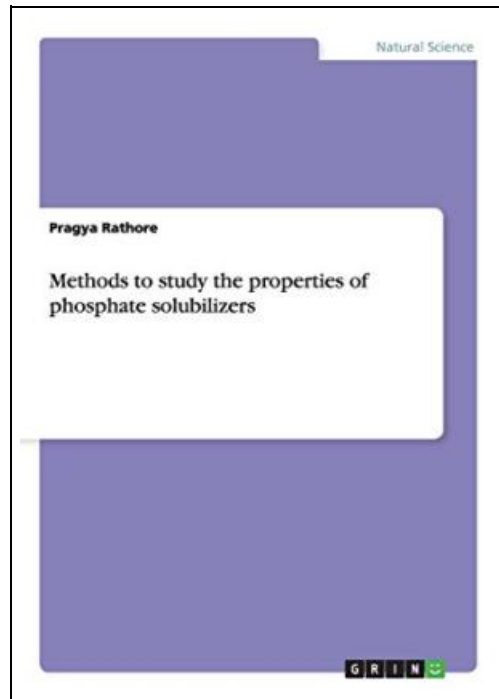 Natural Science
Pragya Rathore
Methods to study the properties of
phosphate solubilizers
GRIN